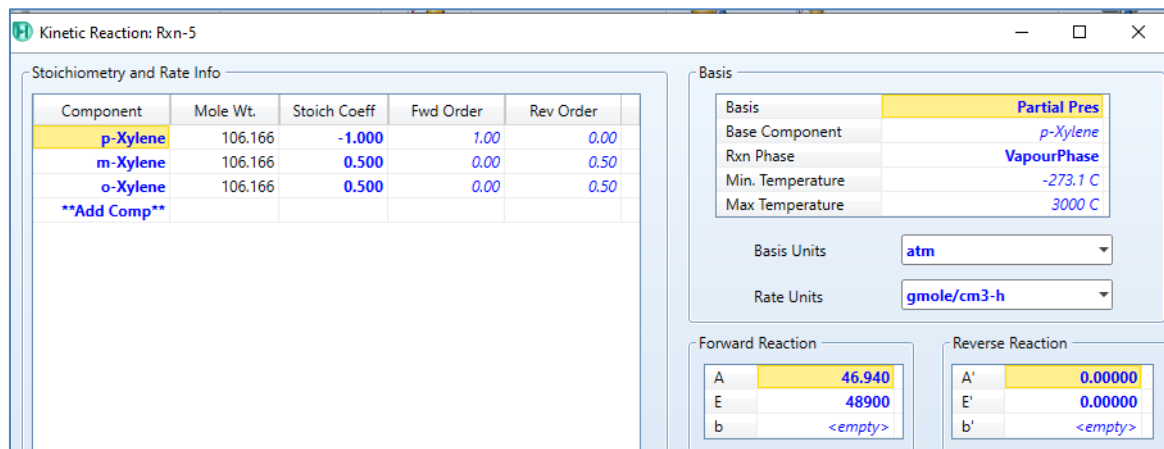 Kinetic Reaction: Rxn-5
Stoichiometry and Rate Info
Component Mole Wt. Stoich Coeff Fwd Order Rev Order
p-Xylene 106.166 -1.000 1.00 0.00
m-Xylene 106.166 0.500 0.00 0.50
o-Xylene 106.166 0.500 0.00 0.50
**Add Comp**
Basis
Basis Partial Pres
Base Component p-Xylene
Rxn Phase VapourPhase
Min. Temperature -273.1 C
Max Temperature 3000 C
Basis Units atm
Rate Units gmole/cm3-h
Forward Reaction
A 46.940
E 48900
b <empty>
Reverse Reaction
A' 0.00000
E' 0.00000
b' <empty>